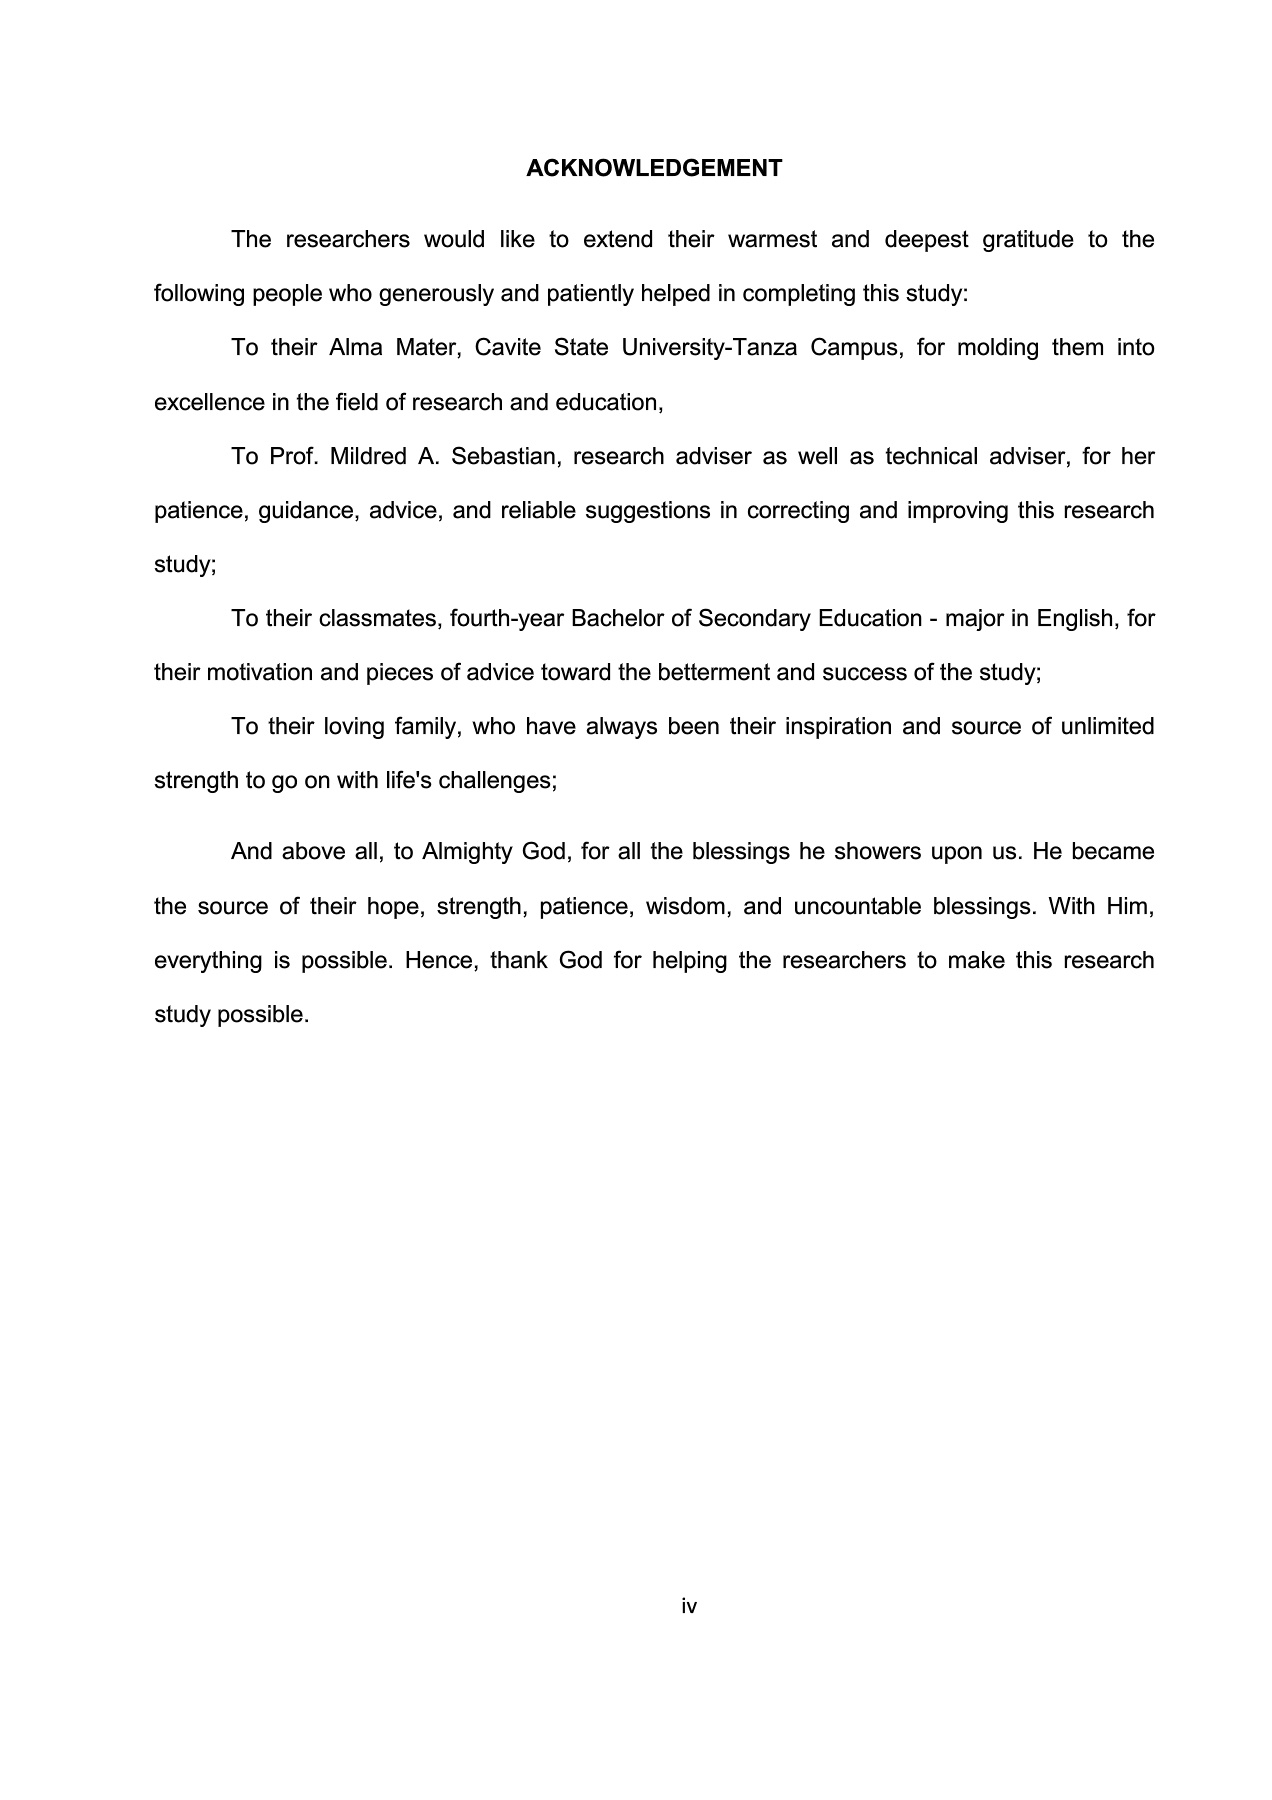 ACKNOWLEDGEMENT
The researchers would like to extend their warmest and deepest gratitude to the
following people who generously and patiently helped in completing this study:
To their Alma Mater, Cavite State University-Tanza Campus, for molding them into
excellence in the field of research and education,
To Prof. Mildred A. Sebastian, research adviser as well as technical adviser, for her
patience, guidance, advice, and reliable suggestions in correcting and improving this research
study;
To their classmates, fourth-year Bachelor of Secondary Education - major in English, for
their motivation and pieces of advice toward the betterment and success of the study;
To their loving family, who have always been their inspiration and source of unlimited
strength to go on with life's challenges;
And above all, to Almighty God, for all the blessings he showers upon us. He became
the source of their hope, strength, patience, wisdom, and uncountable blessings. With Him,
everything is possible. Hence, thank God for helping the researchers to make this research
study possible.
iv